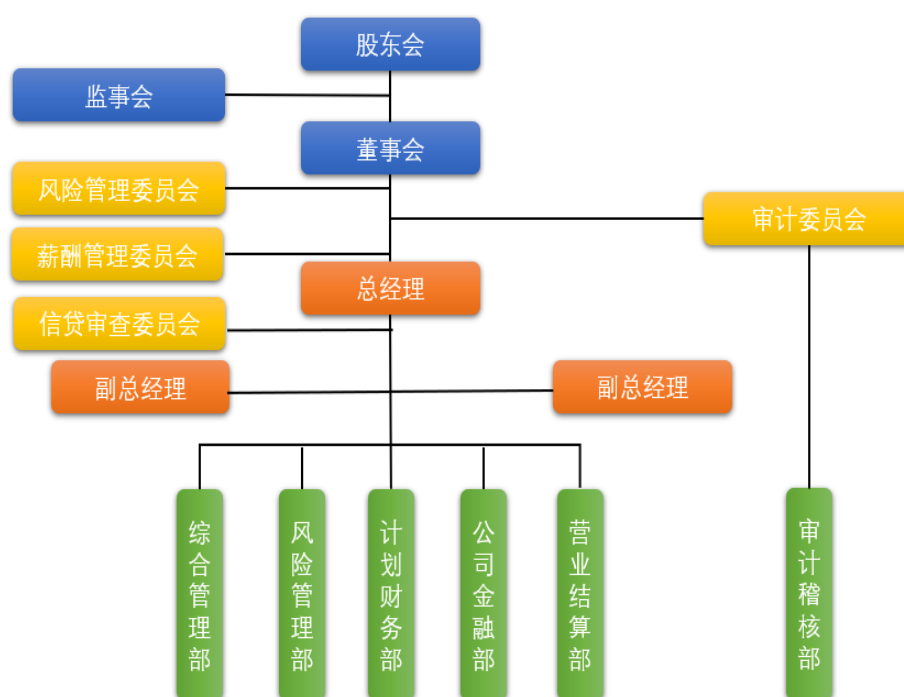 股东会
监事会
董事会
风险管理委员会
审计委员会
薪酬管理委员会
总经理
信贷审查委员会
副总经理
副总经理
综合管理部
风险管理部
计划财务部
公司金融部
营业结算部
审计稽核部